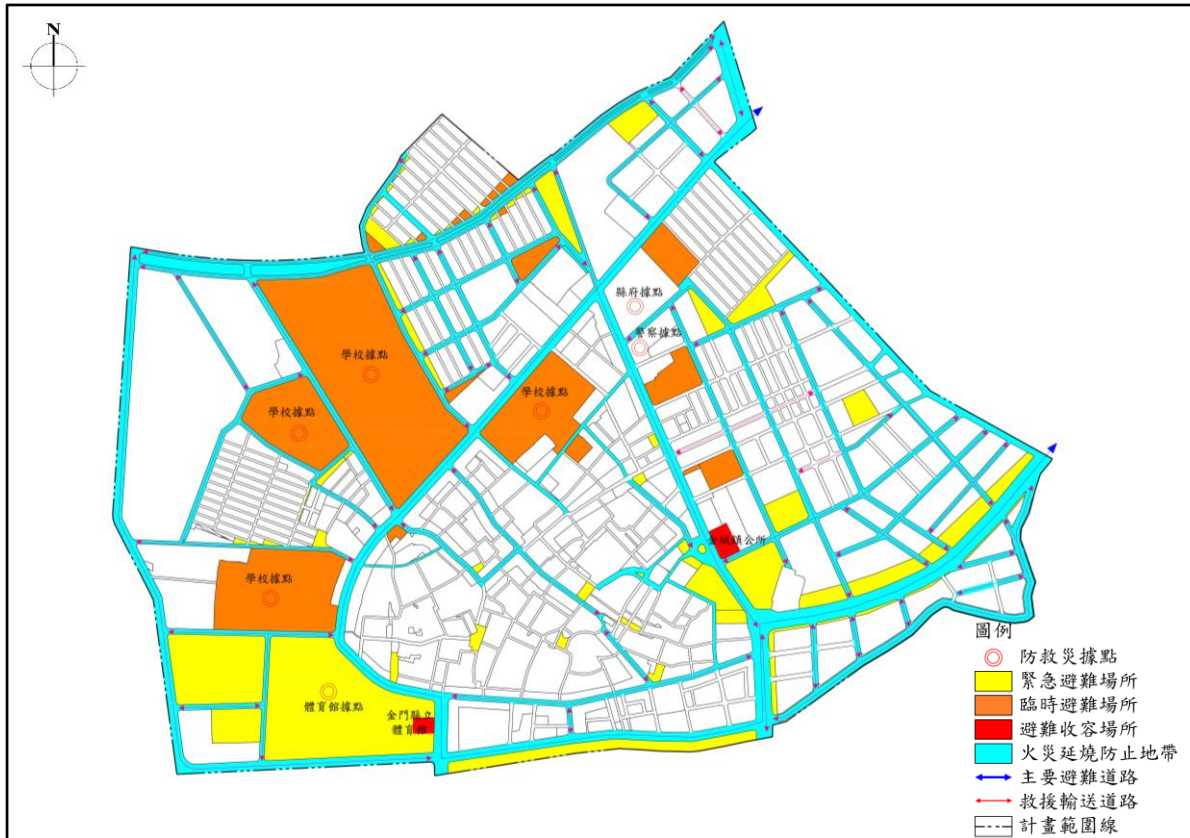 N
縣府據點
警察據點
學校據點
學校據點
學校據點
金城鎮公所
學校據點
體育館據點
金門縣立
體育館
圖例
防救災據點
緊急避難場所
臨時避難場所
避難收容場所
火災延燒防止地帶
主要避難道路
救援輸送道路
計畫範圍線